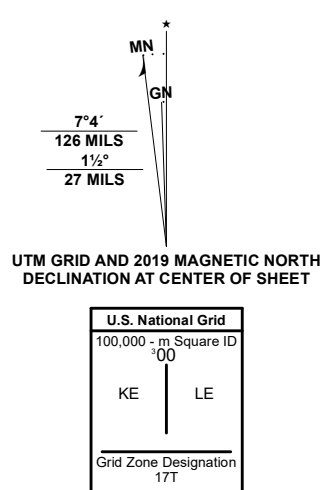 MN
GN
7°4´
126 MILS
1½°
27 MILS
UTM GRID AND 2019 MAGNETIC NORTH
DECLINATION AT CENTER OF SHEET
U.S. National Grid
100,000 - m Square ID
³00
KE LE
Grid Zone Designation
17T